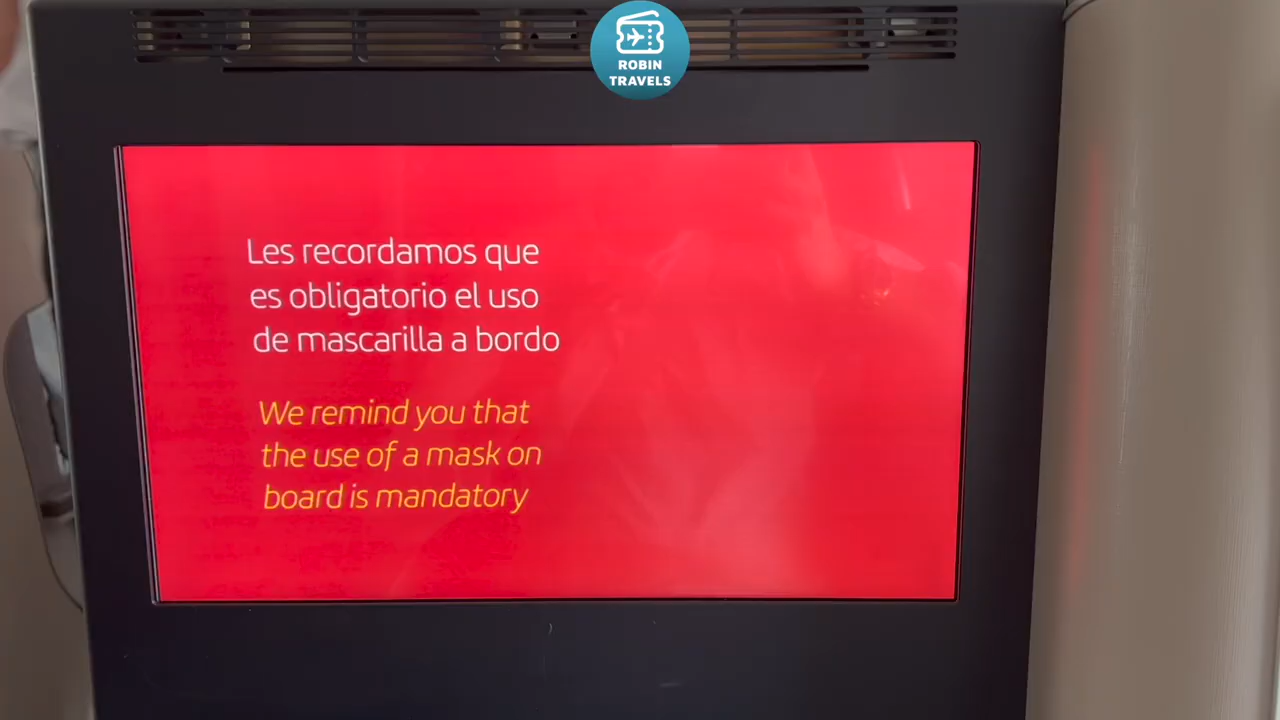 ROBIN
TRAVELS
Les recordamos que
es obligatorio el uso
de mascarilla a bordo
We remind you that
the use of a mask on
board is mandatory